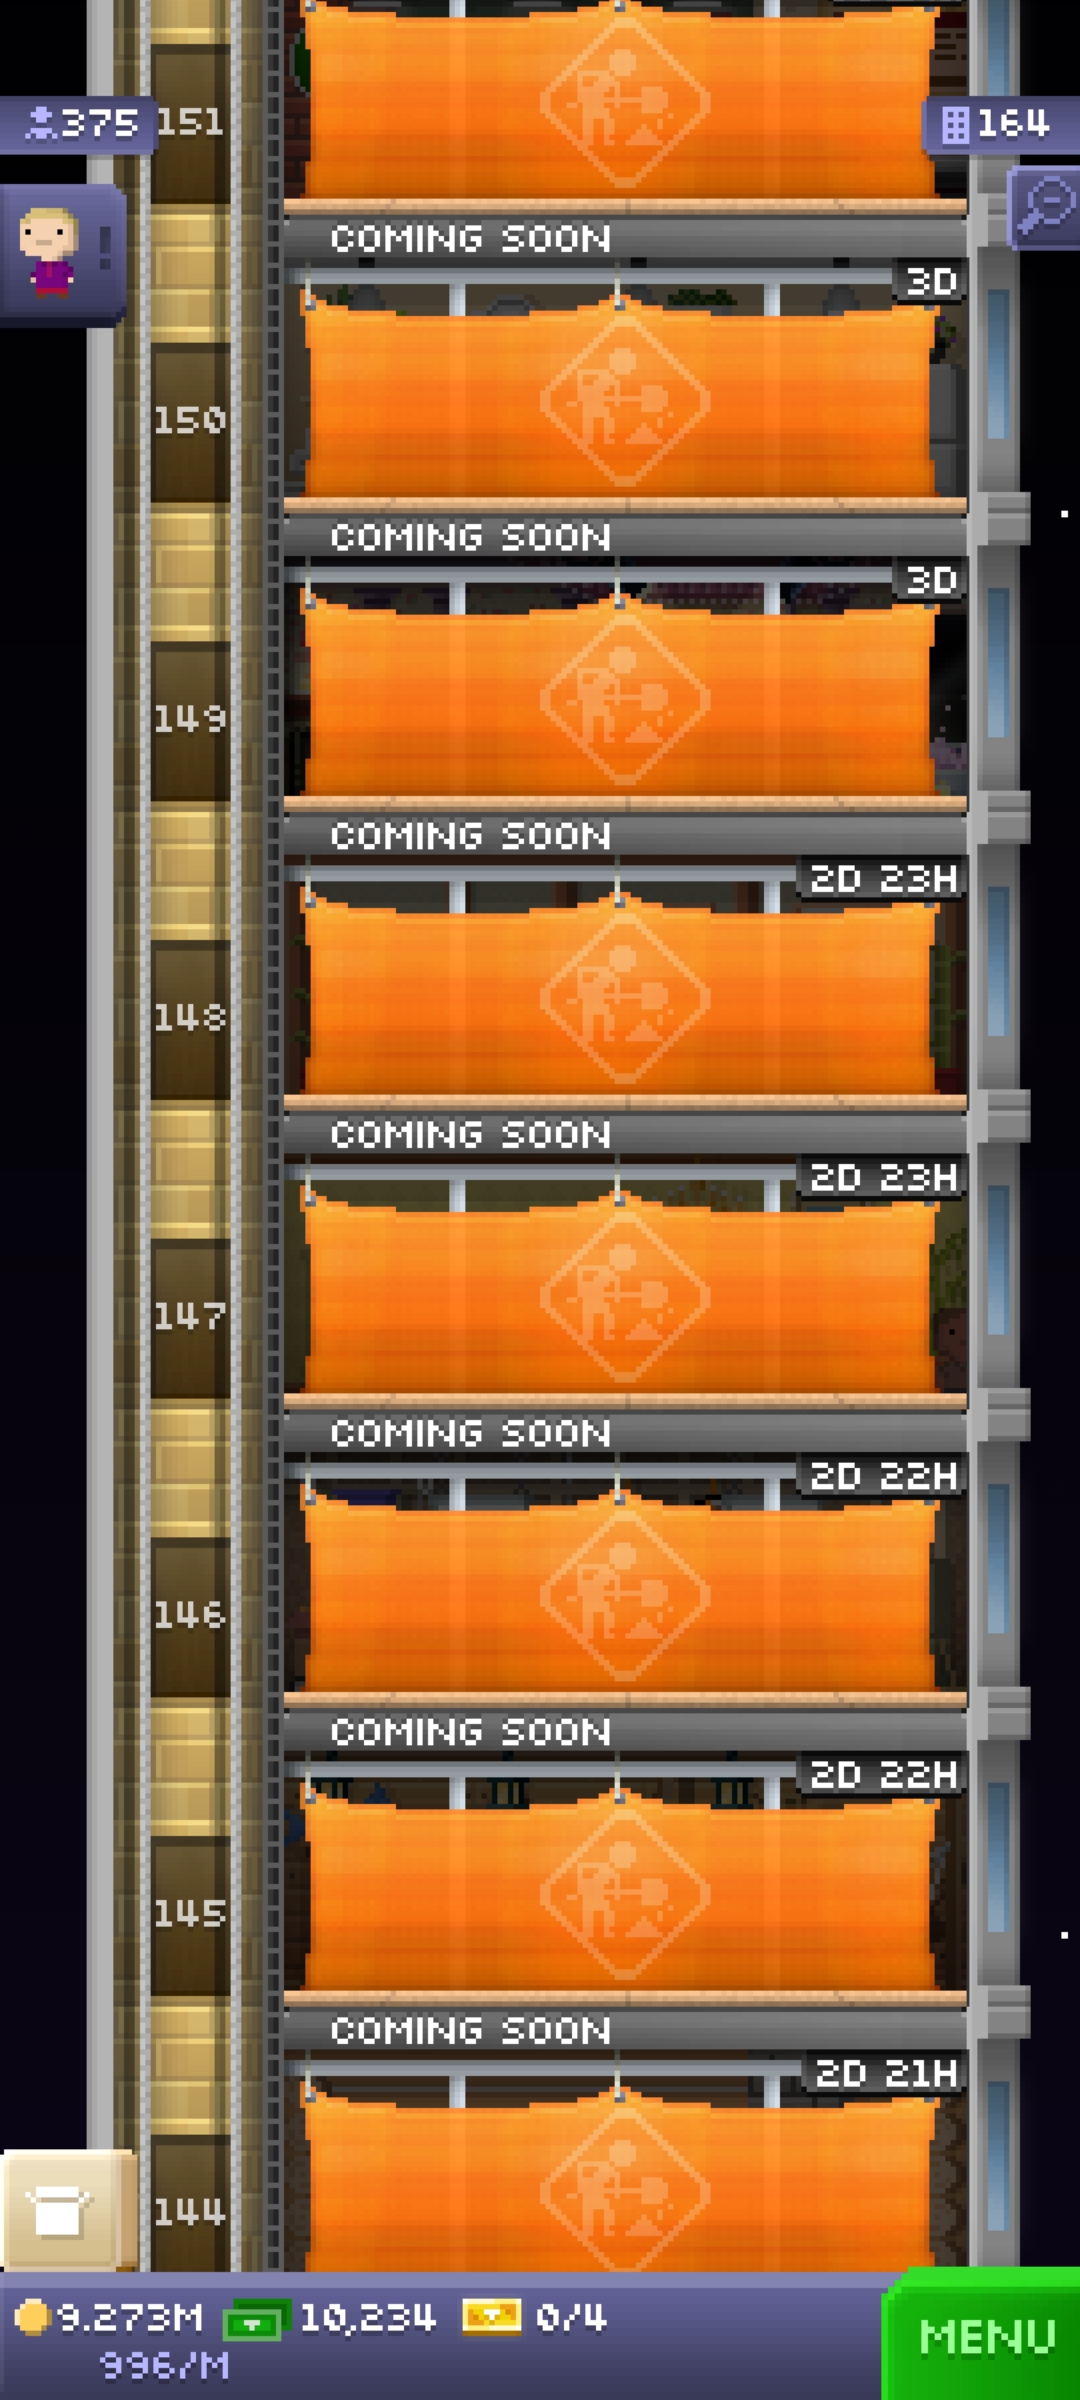 375
151
164
!
COMING SOON
3D
150
COMING SOON
3D
149
COMING SOON
2D 23H
148
COMING SOON
2D 23H
147
COMING SOON
2D 22H
146
COMING SOON
2D 22H
145
COMING SOON
2D 21H
144
9.273M 10,234 0/4
996/M
MENU